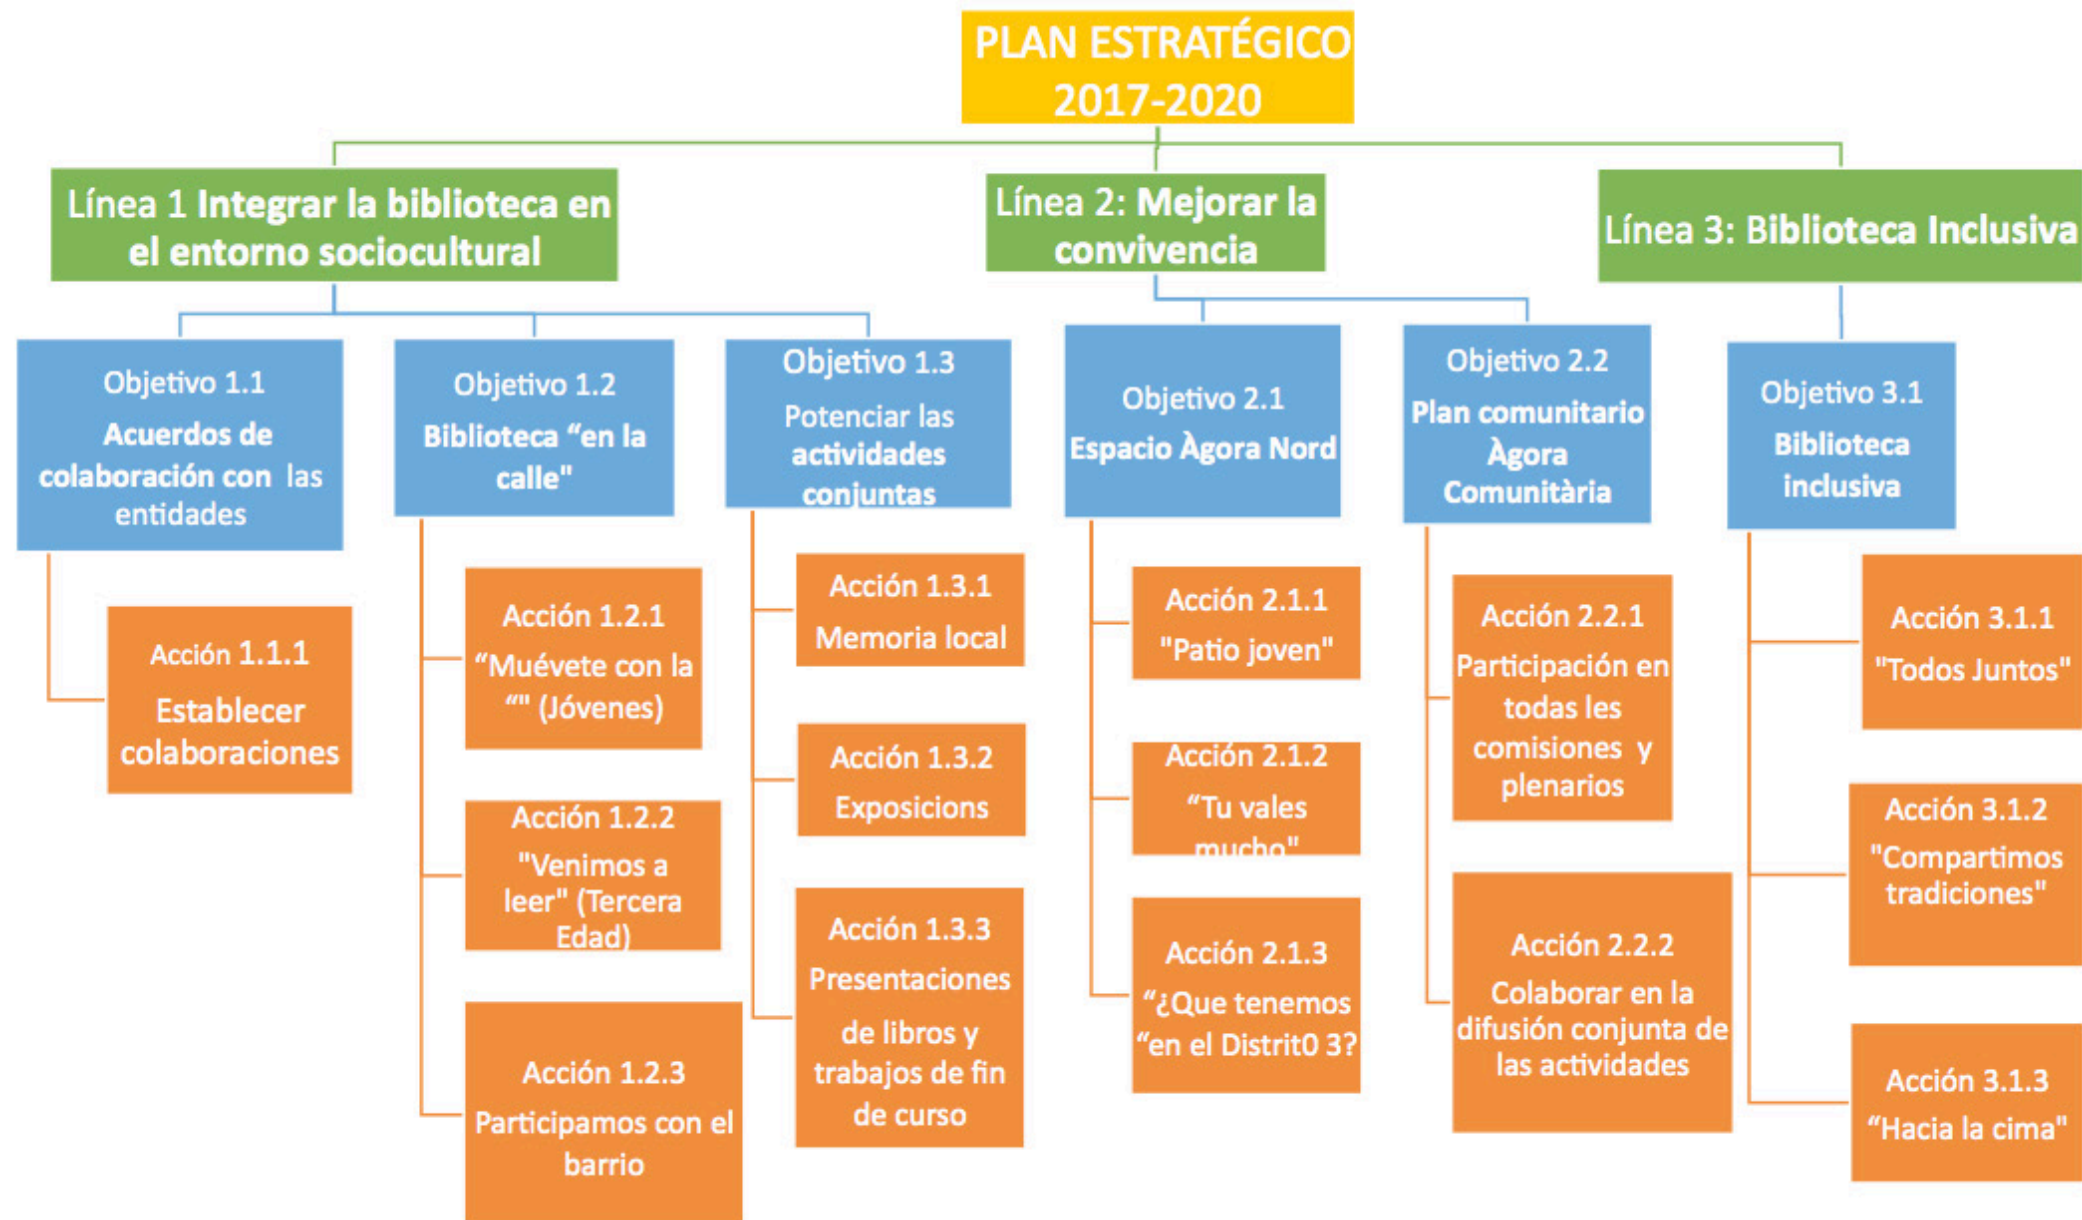 PLAN ESTRATÉGICO
2017-2020
Línea 1 Integrar la biblioteca en
el entorno sociocultural
Línea 2: Mejorar la
convivencia
Línea 3: Biblioteca Inclusiva
Objetivo 1.1
Acuerdos de
colaboración con las
entidades
Objetivo 1.2
Biblioteca “en la
calle"
Objetivo 1.3
Potenciar las
actividades
conjuntas
Objetivo 2.1
Espacio Àgora Nord
Objetivo 2.2
Plan comunitario
Àgora
Comunitària
Objetivo 3.1
Biblioteca
inclusiva
Acción 1.1.1
Establecer
colaboraciones
Acción 1.2.1
“Muévete con la
“" (Jóvenes)
Acción 1.2.2
"Venimos a
leer" (Tercera
Edad)
Acción 1.2.3
Participamos con el
barrio
Acción 1.3.1
Memoria local
Acción 1.3.2
Exposicions
Acción 1.3.3
Presentaciones
de libros y
trabajos de fin
de curso
Acción 2.1.1
"Patio joven"
Acción 2.1.2
“Tu vales
mucho"
Acción 2.1.3
“¿Que tenemos
“en el Distrit0 3?
Acción 2.2.1
Participación en
todas les
comisiones y
plenarios
Acción 2.2.2
Colaborar en la
difusión conjunta de
las actividades
Acción 3.1.1
"Todos Juntos"
Acción 3.1.2
"Compartimos
tradiciones"
Acción 3.1.3
“Hacia la cima"